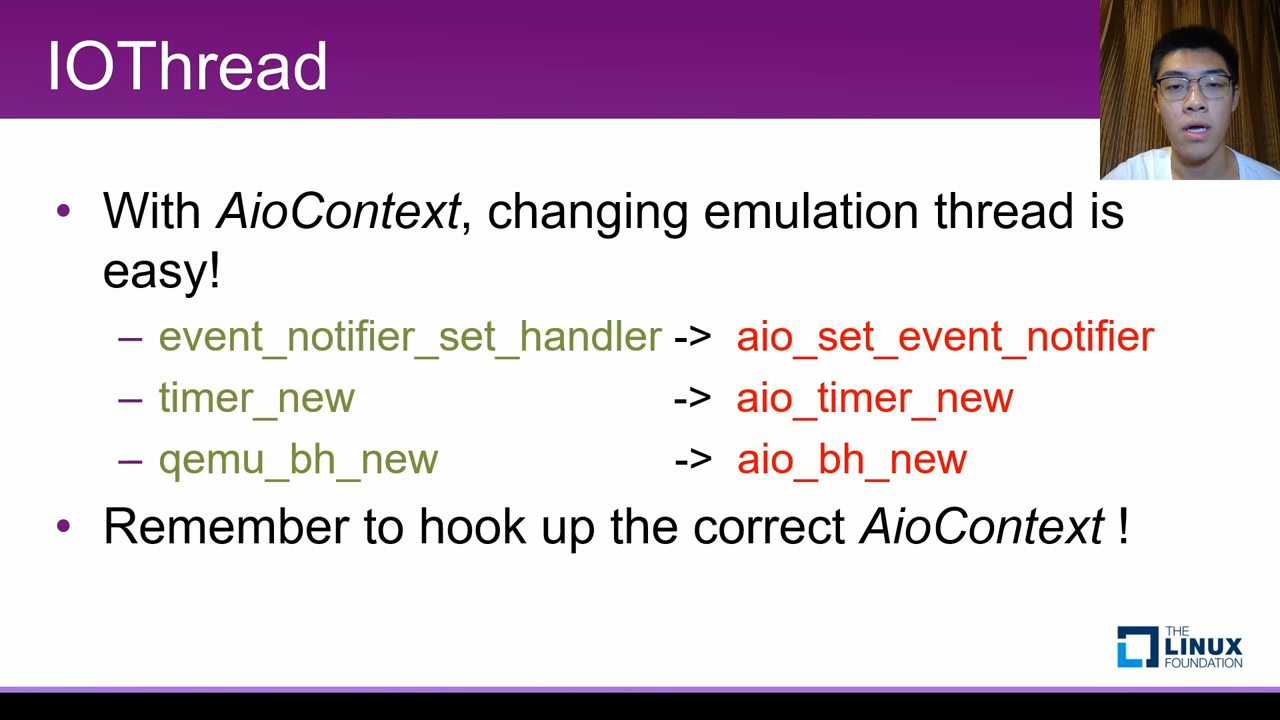 IOThread
• With AioContext, changing emulation thread is
easy!
– event_notifier_set_handler -> aio_set_event_notifier
– timer_new -> aio_timer_new
– qemu_bh_new -> aio_bh_new
• Remember to hook up the correct AioContext !
THE
LINUX
FOUNDATION